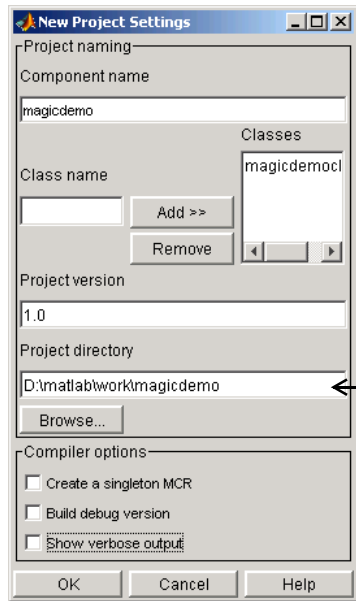 New Project Settings
Project naming
Component name
magicdemo
Classes
magicdemocl
Class name
Add >>
Remove
Project version
1.0
Project directory
D:\matlab\work\magicdemo
Browse...
Compiler options
Create a singleton MCR
Build debug version
Show verbose output
OK Cancel Help